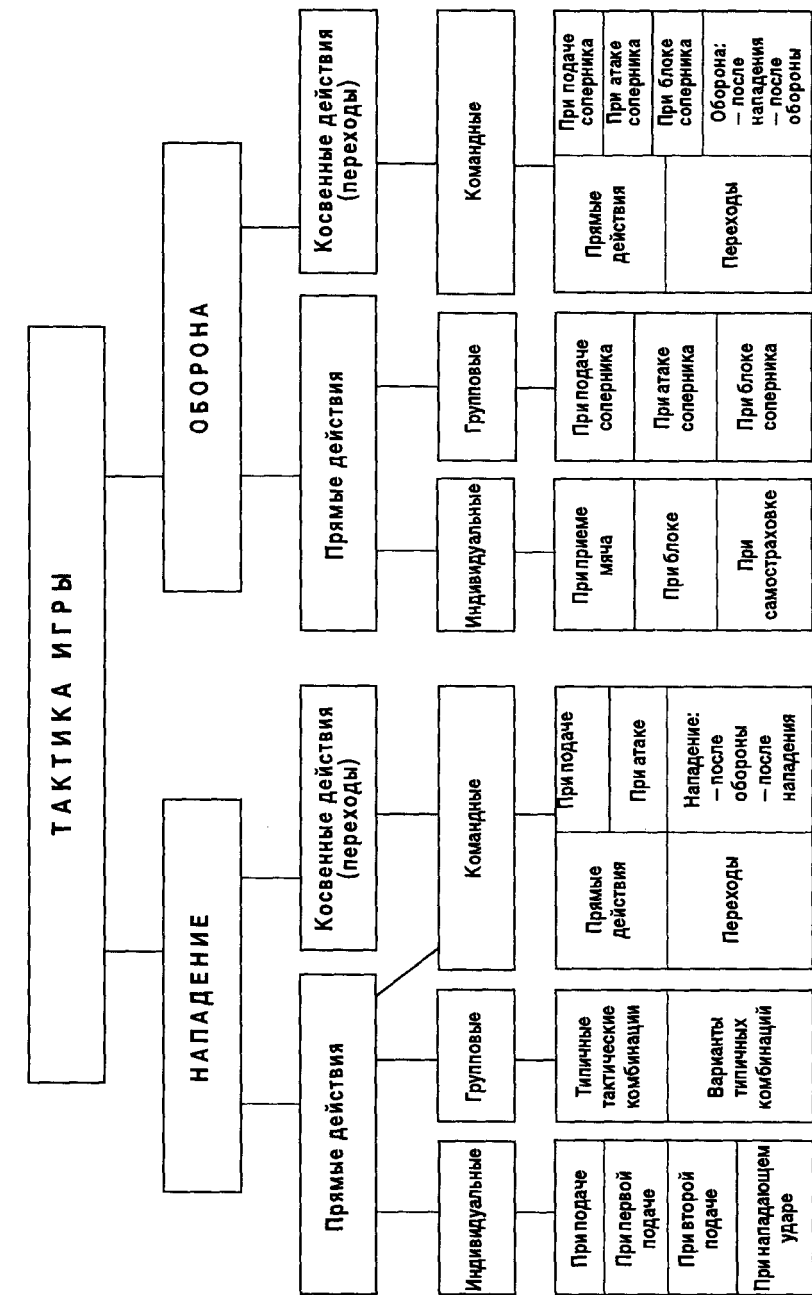 ТАКТИКА ИГРЫ
НАПАДЕНИЕ
ОБОРОНА
Прямые действия
Косвенные действия
(переходы)
Прямые действия
Косвенные действия
(переходы)
Индивидуальные
Групповые
Командные
Индивидуальные
Групповые
Командные
При подаче
При первой
подаче
При второй
подаче
При нападающем
ударе
Типичные
тактические
комбинации
Варианты
типичных
комбинаций
Прямые
действия
Переходы
При подаче
При атаке
Нападение:
– после
обороны
– после
нападения
При приеме
мяча
При блоке
При
самостраховке
При подаче
соперника
При атаке
соперника
При блоке
соперника
Прямые
действия
Переходы
При подаче
соперника
При атаке
соперника
При блоке
соперника
Оборона:
– после
нападения
– после
обороны